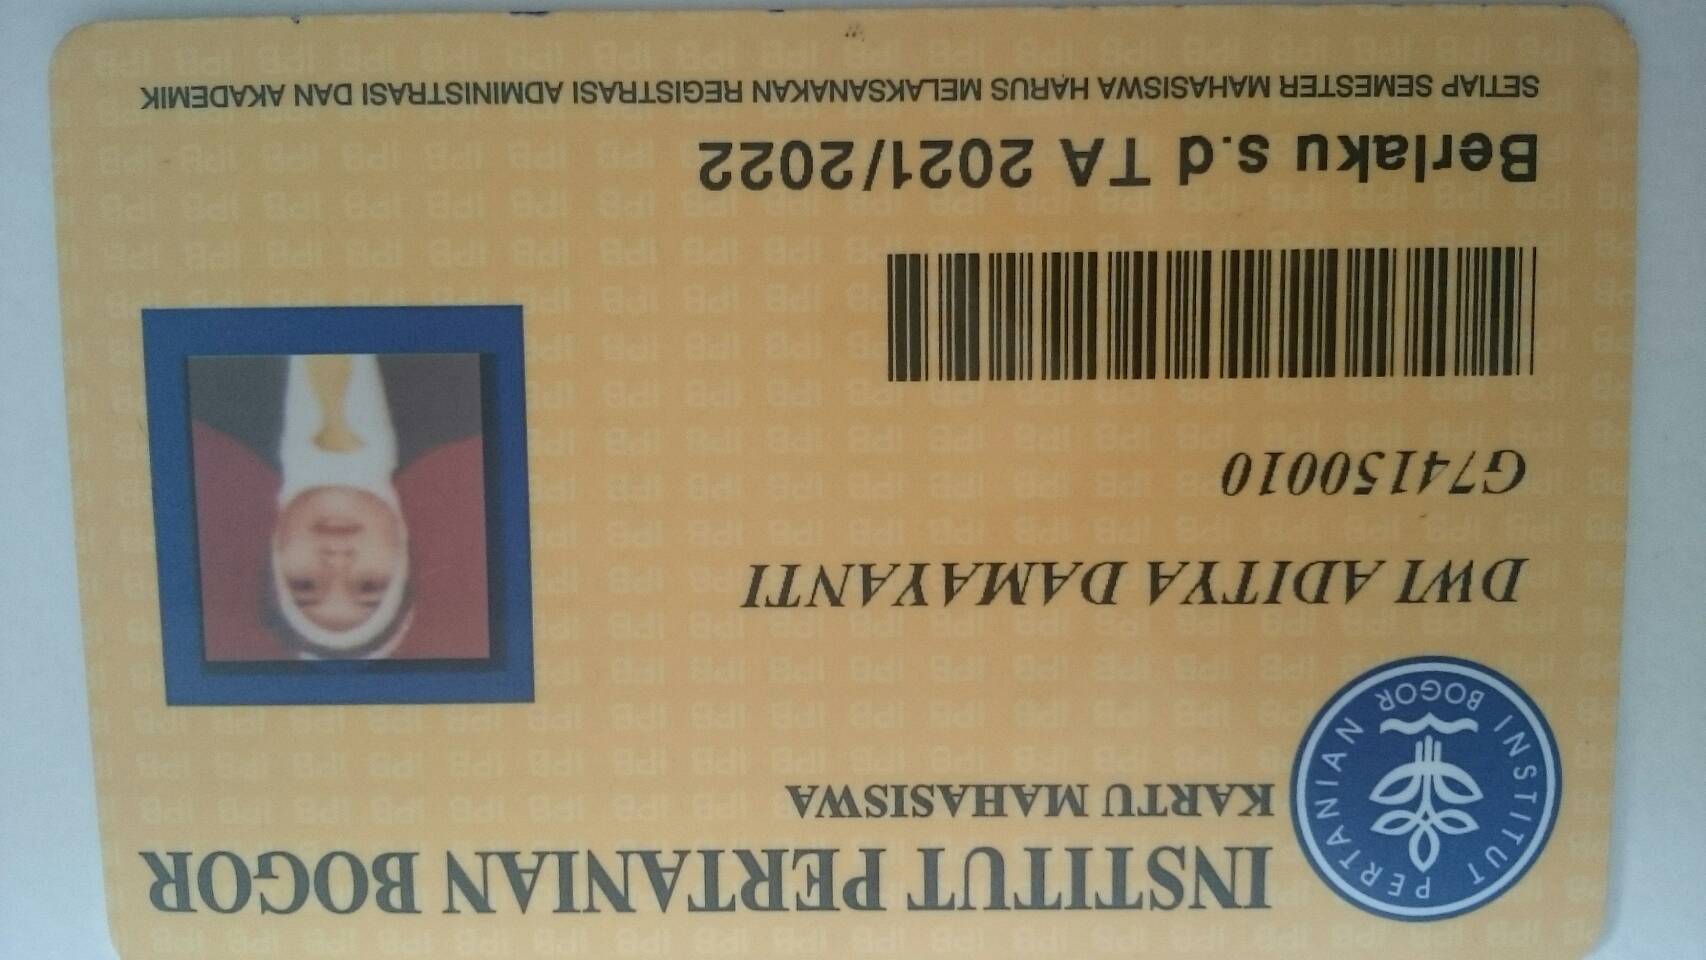 INSTITUT PERTANIAN BOGOR
KARTU MAHASISWA
INSTITUT PERTANIAN BOGOR
DWI ADITYA DAMAYANTI
G74150010
Berlaku s.d TA 2021/2022
SETIAP SEMESTER MAHASISWA HARUS MELAKSANAKAN REGISTRASI ADMINISTRASI DAN AKADEMIK